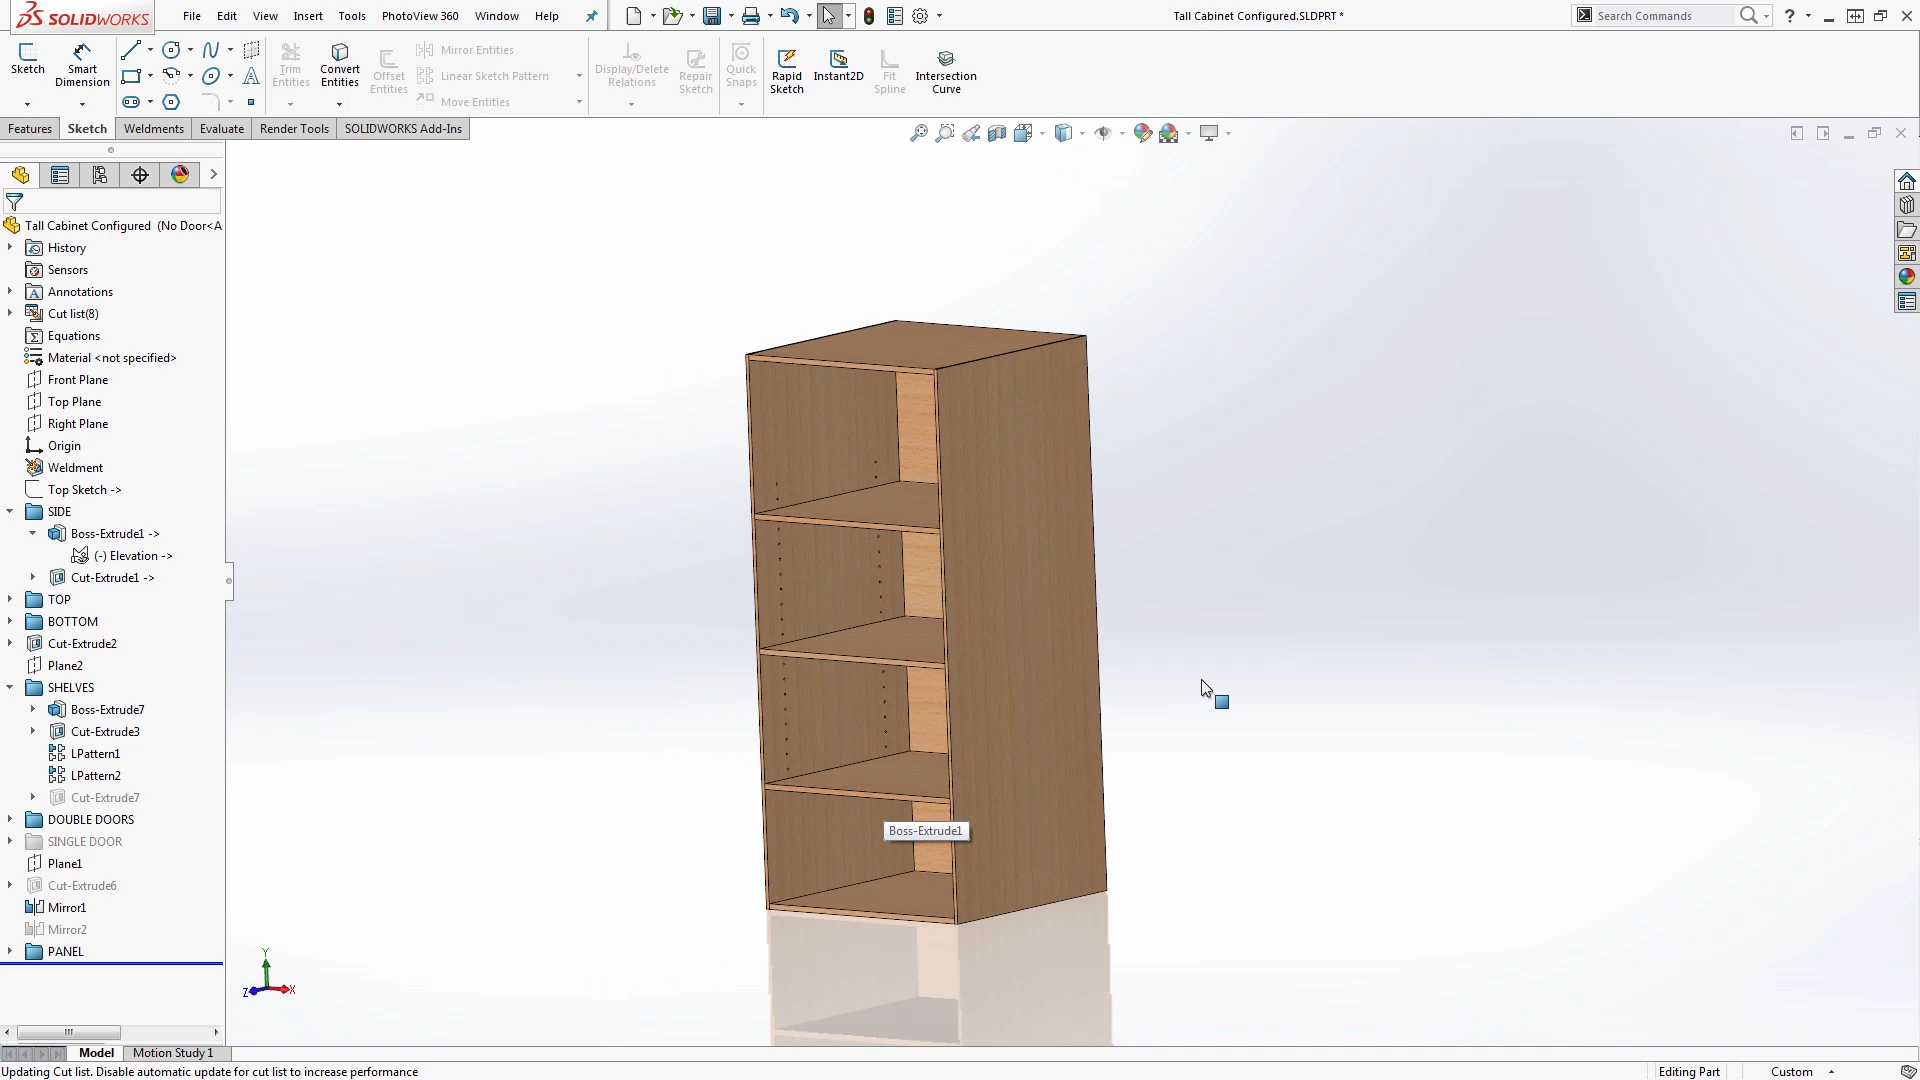 SOLIDWORKS
File Edit View Insert Tools PhotoView 360 Window Help
Tall Cabinet Configured.SLDPRT *
Search Commands
Sketch
Smart Dimension
Trim Entities
Convert Entities
Offset Entities
Mirror Entities
Linear Sketch Pattern
Move Entities
Display/Delete Relations
Repair Sketch
Quick Snaps
Rapid Sketch
Instant2D
Fit Spline
Intersection Curve
Features Sketch Weldments Evaluate Render Tools SOLIDWORKS Add-Ins
Tall Cabinet Configured (No Door<A
History
Sensors
Annotations
Cut list(8)
Equations
Material <not specified>
Front Plane
Top Plane
Right Plane
Origin
Weldment
Top Sketch ->
SIDE
Boss-Extrude1 ->
(-) Elevation ->
Cut-Extrude1 ->
TOP
BOTTOM
Cut-Extrude2
Plane2
SHELVES
Boss-Extrude7
Cut-Extrude3
LPattern1
LPattern2
Cut-Extrude7
DOUBLE DOORS
SINGLE DOOR
Plane1
Cut-Extrude6
Mirror1
Mirror2
PANEL
Boss-Extrude1
Y
Z X
Model Motion Study 1
Updating Cut list. Disable automatic update for cut list to increase performance
Editing Part Custom